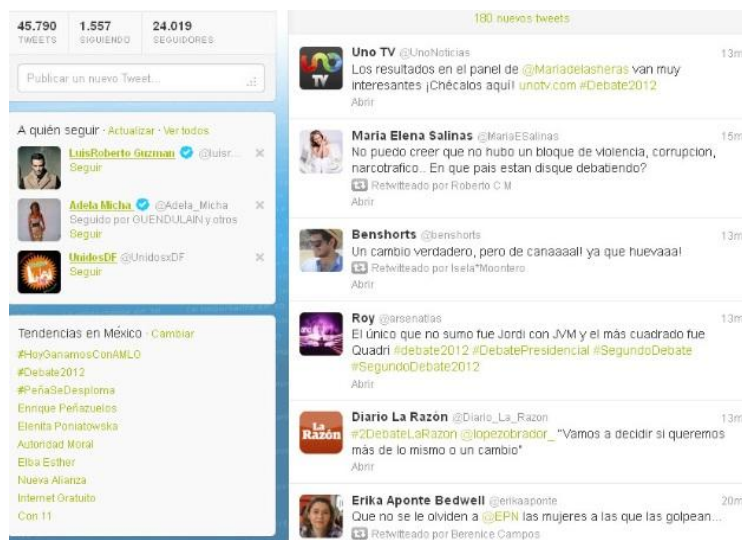 45.790 1.557 24.019
TWEETS SIGUIENDO SEGUIDORES
Publicar un nuevo Tweet...
A quién seguir · Actualizar · Ver todos
LuisRoberto Guzman @luisr... ×
Seguir
Adela Micha @Adela_Micha ×
Seguido por GUENDULAIN y otros
Seguir
UnidosDF @UnidosxDF ×
Seguir
Tendencias en México · Cambiar
#HoyGanamosConAMLO
#Debate2012
#PeñaSeDesploma
Enrique Peñazuelos
Elenita Poniatowska
Autoridad Moral
Elba Esther
Nueva Alianza
Internet Gratuito
Con 11
180 nuevos tweets
Uno TV @UnoNoticias 13m
Los resultados en el panel de @Mariadelasheras van muy
interesantes ¡Chécalos aquí! unotv.com #Debate2012
Abrir
UNO
TV
María Elena Salinas @MariaESalinas 15m
No puedo creer que no hubo un bloque de violencia, corrupcion,
narcotrafico.. En que pais estan disque debatiendo?
Retwitteado por Roberto C M
Abrir
Benshorts @benshorts 13m
Un cambio verdadero, pero de canaaaal! ya que huevaaa!
Retwitteado por Isela*Moontero
Abrir
Roy @arsenatlas 13m
El único que no sumo fue Jordi con JVM y el más cuadrado fue
Quadri #debate2012 #DebatePresidencial #SegundoDebate
#SegundoDebate2012
Abrir
La
Razón
Diario La Razón @Diario_La_Razon 13m
#2DebateLaRazon @lopezobrador_ "Vamos a decidir si queremos
más de lo mismo o un cambio"
Abrir
Erika Aponte Bedwell @erikaaponte 20m
Que no se le olviden a @EPN las mujeres a las que las golpean...
Retwitteado por Berenice Campos